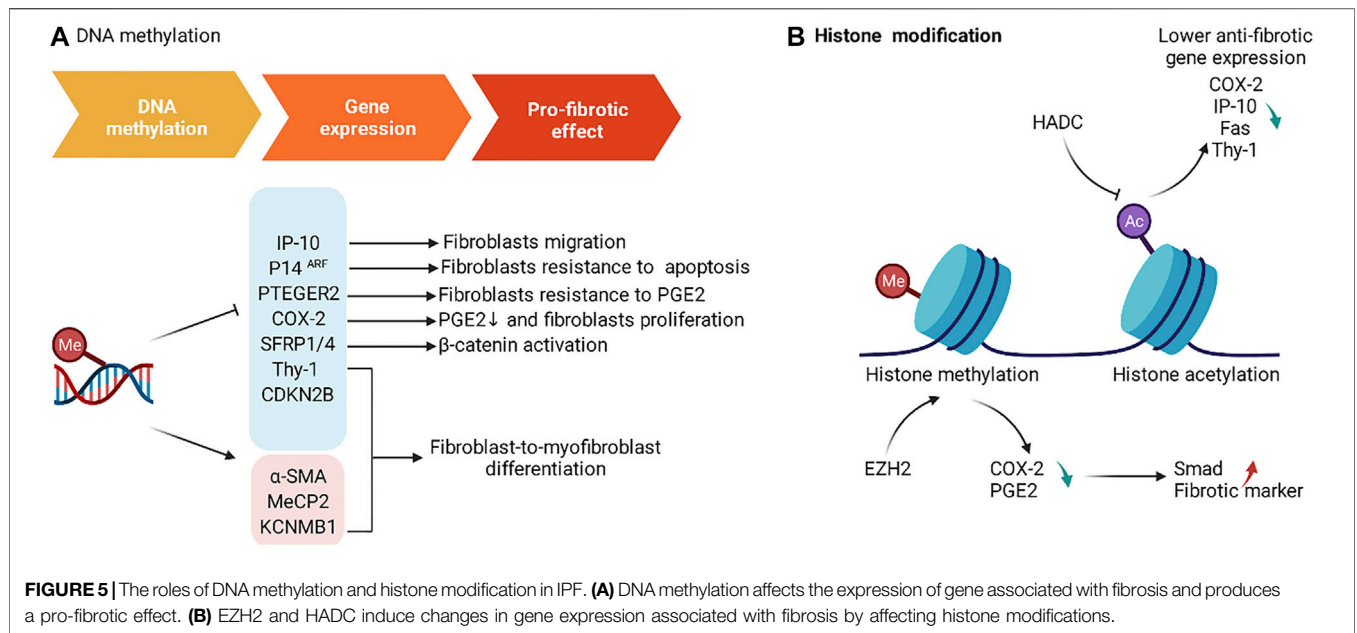 A DNA methylation
DNA
methylation
Gene
expression
Pro-fibrotic
effect
Me
IP-10
P14 ARF
PTEGER2
COX-2
SFRP1/4
Thy-1
CDKN2B
α-SMA
MeCP2
KCNMB1
Fibroblasts migration
Fibroblasts resistance to apoptosis
Fibroblasts resistance to PGE2
PGE2↓ and fibroblasts proliferation
β-catenin activation
Fibroblast-to-myofibroblast
differentiation
B Histone modification
Lower anti-fibrotic
gene expression
COX-2
IP-10
Fas
Thy-1
HADC
Ac
Me
Histone methylation
Histone acetylation
EZH2
COX-2
PGE2
Smad
Fibrotic marker
FIGURE 5 | The roles of DNA methylation and histone modification in IPF. (A) DNA methylation affects the expression of gene associated with fibrosis and produces
a pro-fibrotic effect. (B) EZH2 and HADC induce changes in gene expression associated with fibrosis by affecting histone modifications.